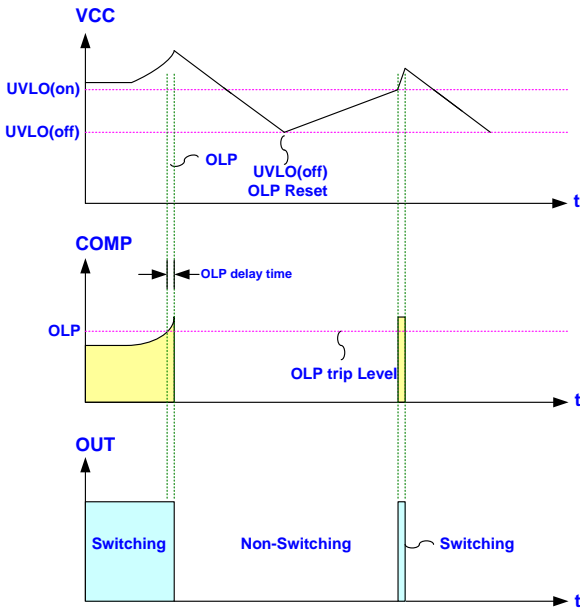 VCC
UVLO(on)
UVLO(off)
OLP
UVLO(off)
OLP Reset
t
COMP
OLP delay time
OLP
OLP trip Level
t
OUT
Switching
Non-Switching
Switching
t